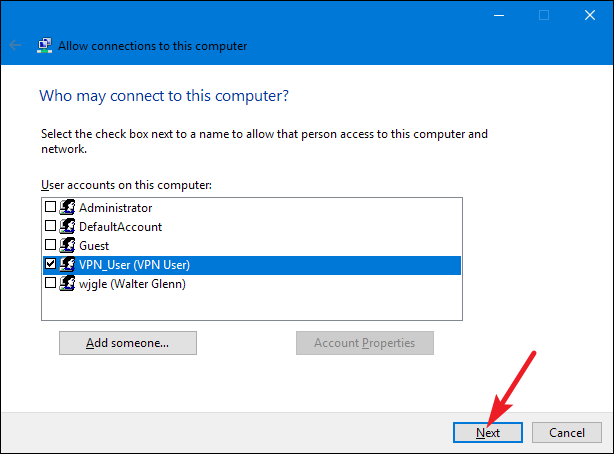 Allow connections to this computer
Who may connect to this computer?
Select the check box next to a name to allow that person access to this computer and
network.
User accounts on this computer:
Administrator
DefaultAccount
Guest
VPN_User (VPN User)
wjgle (Walter Glenn)
Add someone...
Account Properties
Next
Cancel